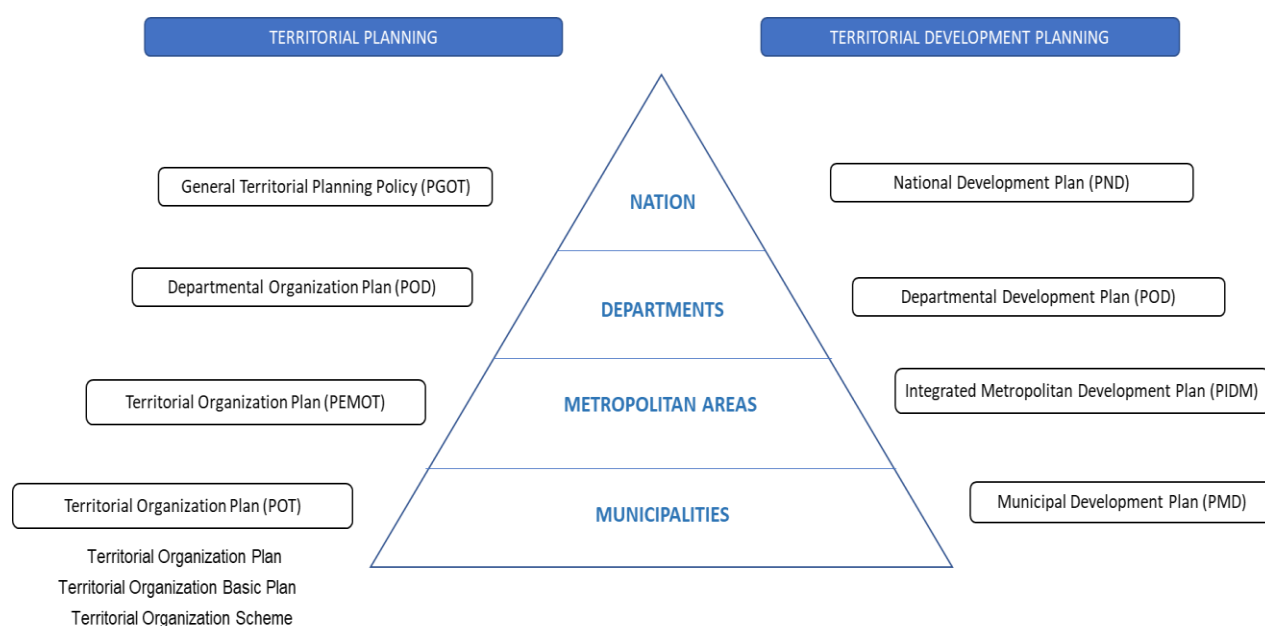 TERRITORIAL PLANNING
TERRITORIAL DEVELOPMENT PLANNING
General Territorial Planning Policy (PGOT)
NATION
National Development Plan (PND)
Departmental Organization Plan (POD)
DEPARTMENTS
Departmental Development Plan (POD)
Territorial Organization Plan (PEMOT)
METROPOLITAN AREAS
Integrated Metropolitan Development Plan (PIDM)
Territorial Organization Plan (POT)
MUNICIPALITIES
Municipal Development Plan (PMD)
Territorial Organization Plan
Territorial Organization Basic Plan
Territorial Organization Scheme